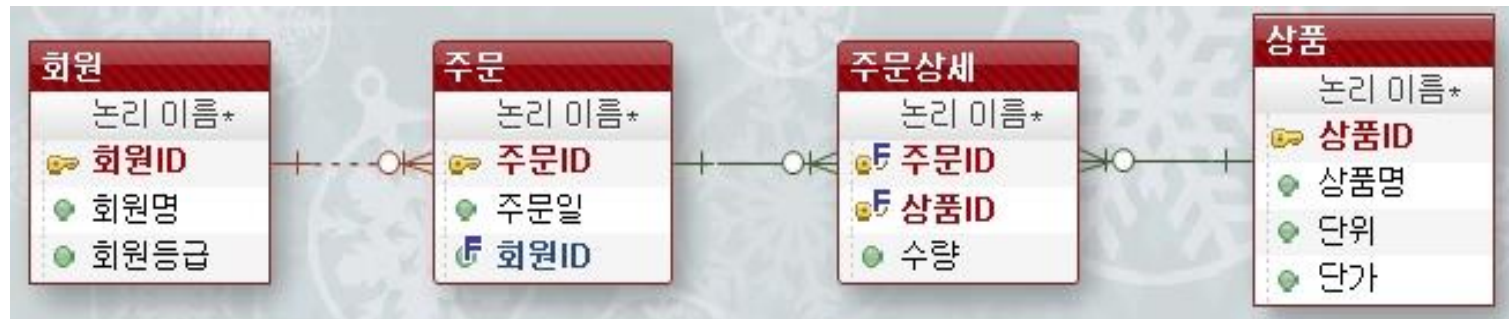 회원
논리 이름*
회원ID
회원명
회원등급
주문
논리 이름*
주문ID
주문일
F 회원ID
주문상세
논리 이름*
F 주문ID
F 상품ID
수량
상품
논리 이름*
상품ID
상품명
단위
단가